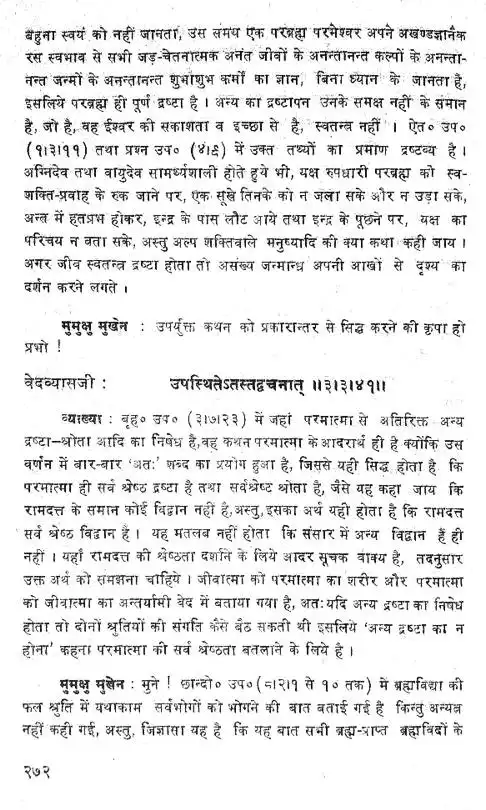 बहुना स्वयं को नहीं जानता, उस समय एक परब्रह्म परमेश्वर अपने अखण्डज्ञानैक
रस स्वभाव से सभी जड़-चेतनात्मक अनंत जीवों के अनन्तानन्त कल्पों के अनन्ता-
नन्त जन्मों के अनन्तानन्त शुभाशुभ कर्मों का ज्ञान, बिना ध्यान के जानता है,
इसलिये परब्रह्म ही पूर्ण द्रष्टा है । अन्य का द्रष्टापन उनके समक्ष नहीं के समान
है, जो है, वह ईश्वर की सकाशता व इच्छा से है, स्वतन्त्र नहीं । ऐत० उप०
(१।३।११) तथा प्रश्न उप० (४।९) में उक्त तथ्यों का प्रमाण द्रष्टव्य है ।
अग्निदेव तथा वायुदेव सामर्थ्यशाली होते हुये भी, यक्ष रुपधारी परब्रह्म को स्व-
शक्ति-प्रवाह के रुक जाने पर, एक सूखे तिनके को न जला सके और न उड़ा सके,
अन्त में हतप्रभ होकर, इन्द्र के पास लौट आये तथा इन्द्र के पूछने पर, यक्ष का
परिचय न बता सके, अस्तु अल्प शक्तिवाले मनुष्यादि की क्या कथा कही जाय ।
अगर जीव स्वतन्त्र द्रष्टा होता तो असंख्य जन्मान्ध अपनी आखों से दृश्य का
दर्शन करने लगते ।
मुमुक्षु मुखेन : उपर्युक्त कथन को प्रकारान्तर से सिद्ध करने की कृपा हो
प्रभो !
वेदव्यासजी : उपस्थितेऽतस्तद्वचनात् ॥३।३।४१॥
व्याख्या : बृह० उप० (३।७।२३) में जहां परमात्मा से अतिरिक्त अन्य
द्रष्टा-श्रोता आदि का निषेध है,वह कथन परमात्मा के आदरार्थ ही है क्योंकि उस
वर्णन में बार-बार 'अतः' शब्द का प्रयोग हुआ है, जिससे यही सिद्ध होता है कि
परमात्मा ही सर्व श्रेष्ठ द्रष्टा है तथा सर्वश्रेष्ट श्रोता है, जैसे यह कहा जाय कि
रामदत्त के समान कोई विद्वान नहीं है,अस्तु,इसका अर्थ यही होता है कि रामदत्त
सर्व श्रेष्ठ विद्वान है । यह मतलब नहीं होता कि संसार में अन्य विद्वान हैं ही
नहीं । यहाँ रामदत्त की श्रेष्ठता दर्शाने के लिये आदर सूचक वाक्य है, तदनुसार
उक्त अर्थ को समझना चाहिये । जीवात्मा को परमात्मा का शरीर और परमात्मा
को जीवात्मा का अन्तर्यामी वेद में बताया गया है, अतः यदि अन्य द्रष्टा का निषेध
होता तो दोनों श्रुतियों की संगति कैसे बैठ सकती थी इसलिये 'अन्य द्रष्टा का न
होना' कहना परमात्मा की सर्व श्रेष्ठता बतलाने के लिये है ।
मुमुक्षु मुखेन : मुने ! छान्दो० उप० (८।२।१ से १० तक) में ब्रह्मविद्या की
फल श्रुति में यथाकाम सर्वभोगों को भोगने की बात बताई गई है किन्तु अन्यत्र
नहीं कही गई, अस्तु, जिज्ञासा यह है कि यह बात सभी ब्रह्म-प्राप्त ब्रह्मविदों के
२७२